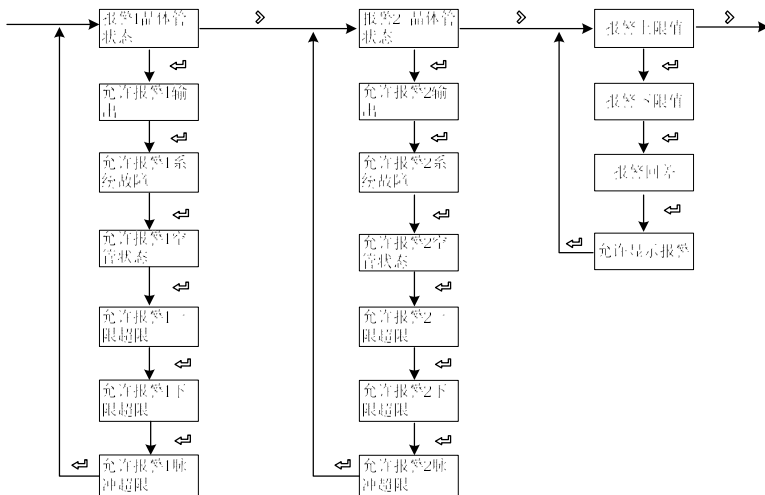 报警1晶体管
状态
允许报警1输
出
允许报警1系
统故障
允许报警1空
管状态
允许报警1
限超限
允许报警1下
限超限
允许报警1脉
冲超限
报警2 晶体管
状态
允许报警2输
出
允许报警2系
统故障
允许报警2空
管状态
允许报警2
限超限
允许报警2下
限超限
允许报警2脉
冲超限
报警上限值
报警下限值
报警回差
允许显示报警